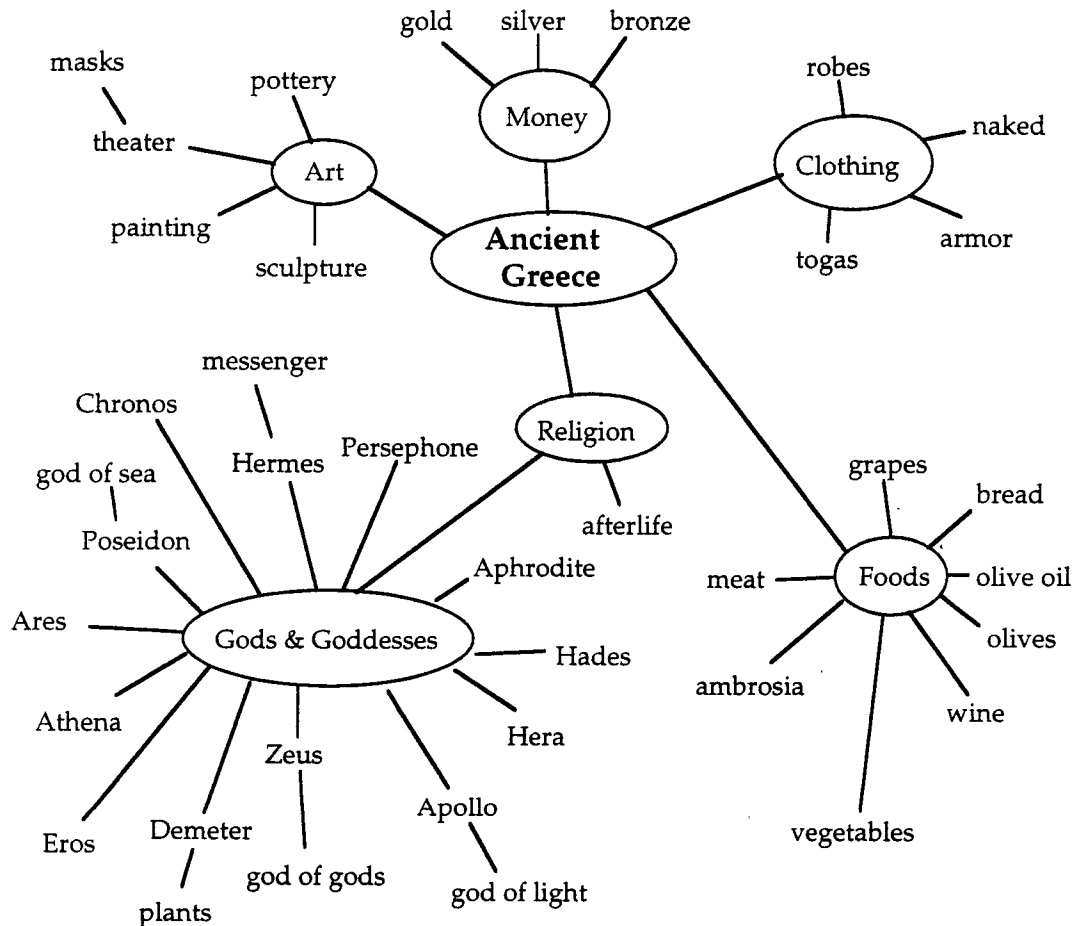 gold
silver
bronze
Money
masks
pottery
theater
Art
painting
sculpture
robes
naked
Clothing
armor
togas
Ancient
Greece
messenger
Chronos
Hermes
Persephone
god of sea
Poseidon
Religion
afterlife
Aphrodite
Ares
Gods & Goddesses
Hades
Athena
Hera
Zeus
Apollo
Eros
Demeter
god of gods
god of light
plants
grapes
bread
meat
Foods
olive oil
olives
ambrosia
wine
vegetables